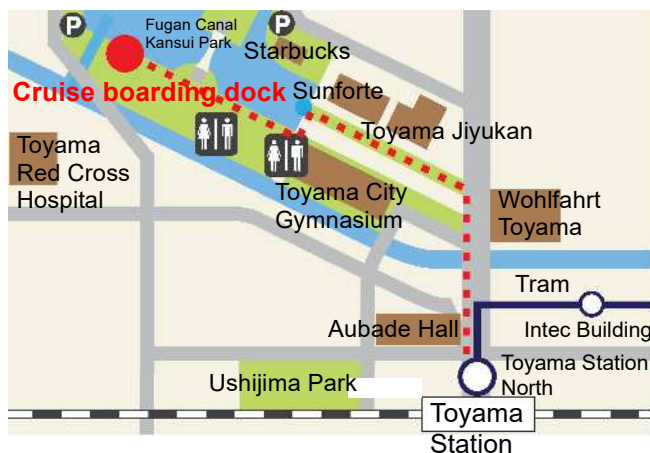 P
P
Fugan Canal
Kansui Park
Starbucks
Cruise boarding dock
Sunforte
Toyama Jiyukan
Toyama
Red Cross
Hospital
Toyama City
Gymnasium
Wohlfahrt
Toyama
Tram
Aubade Hall
Intec Building
Toyama Station
North
Ushijima Park
Toyama
Station